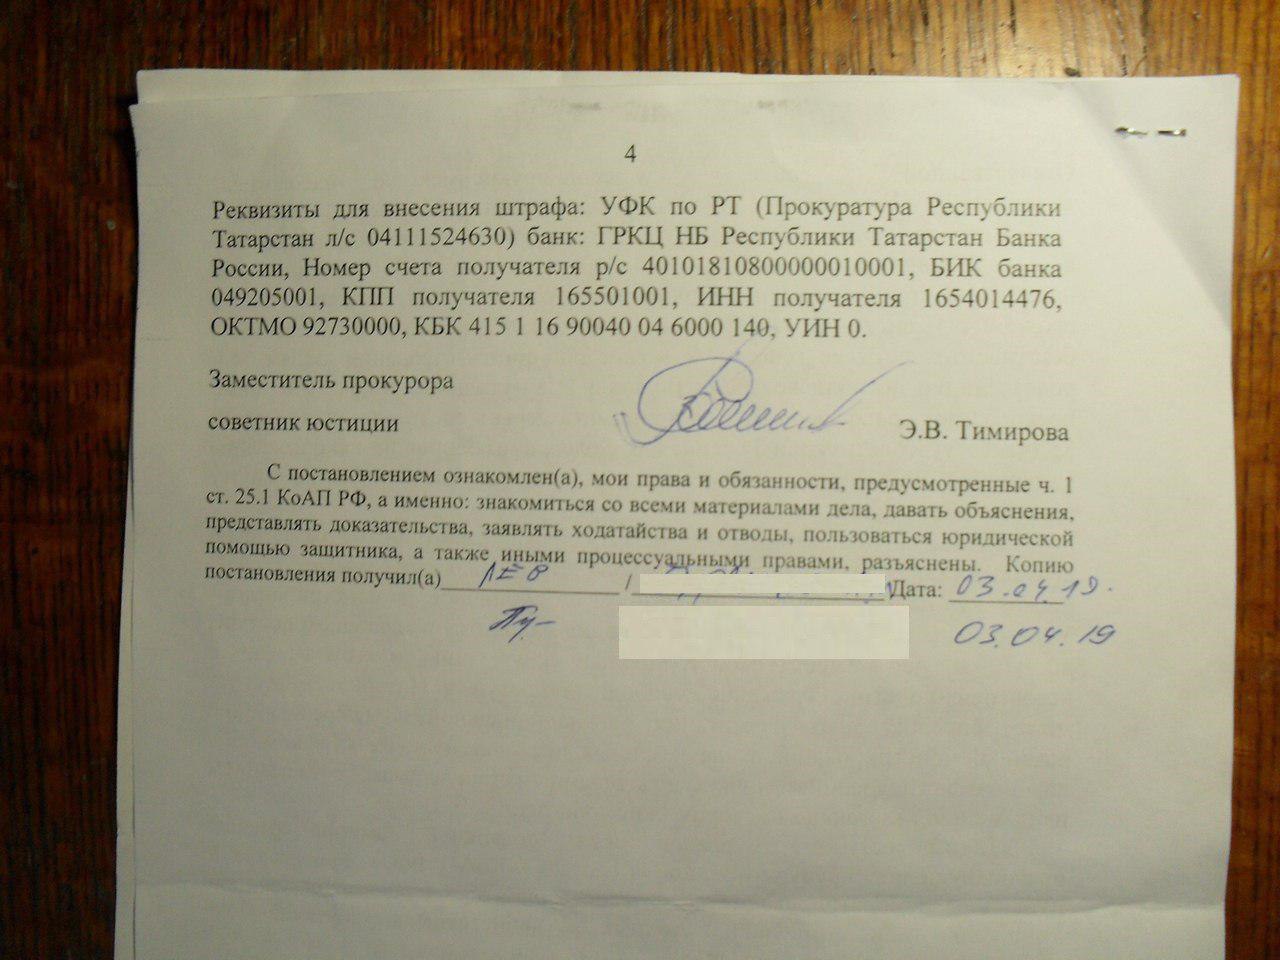 4
Реквизиты для внесения штрафа: УФК по РТ (Прокуратура Республики
Татарстан л/с 04111524630) банк: ГРКЦ НБ Республики Татарстан Банка
России, Номер счета получателя р/с 40101810800000010001, БИК банка
049205001, КПП получателя 165501001, ИНН получателя 1654014476,
ОКТМО 92730000, КБК 415 1 16 90040 04 6000 140, УИН 0.
Заместитель прокурора
советник юстиции Э.В. Тимирова
С постановлением ознакомлен(а), мои права и обязанности, предусмотренные ч. 1
ст. 25.1 КоАП РФ, а именно: знакомиться со всеми материалами дела, давать объяснения,
представлять доказательства, заявлять ходатайства и отводы, пользоваться юридической
помощью защитника, а также иными процессуальными правами, разъяснены. Копию
постановления получил(а) / Дата: 03.04.19.
03.04.19